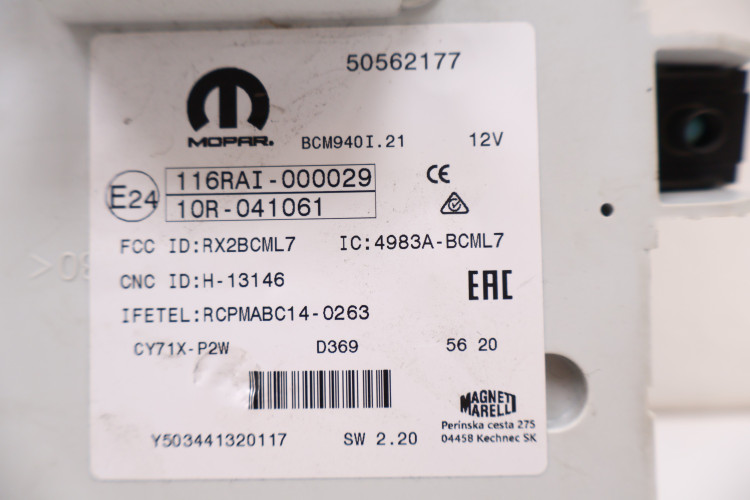 50562177
MOPAR.
BCM940I.21 12V
E24
116RAI-000029
10R-041061
CE
FCC ID:RX2BCML7 IC:4983A-BCML7
CNC ID:H-13146
EAC
IFETEL:RCPMABC14-0263
CY71X-P2W D369 56 20
MAGNETI
MARELLI
Perinska cesta 275
04458 Kechnec SK
Y503441320117 SW 2.20